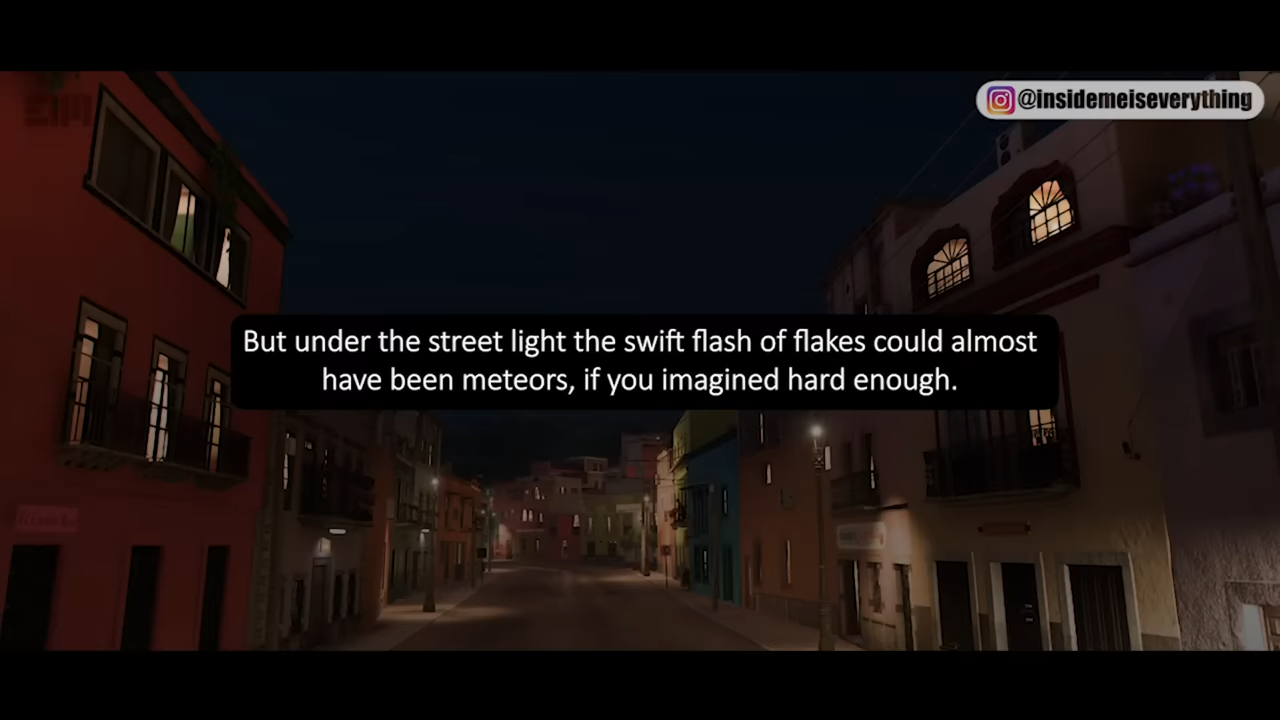 @insidemeiseverything
But under the street light the swift flash of flakes could almost
have been meteors, if you imagined hard enough.